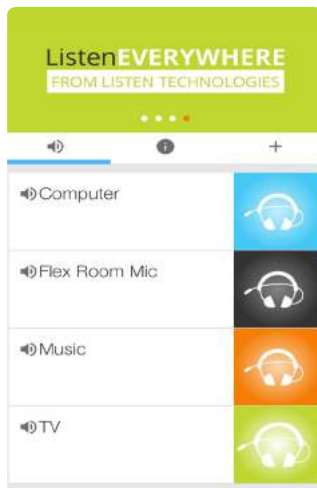 ListenEVERYWHERE
FROM LISTEN TECHNOLOGIES
Computer
Flex Room Mic
Music
TV